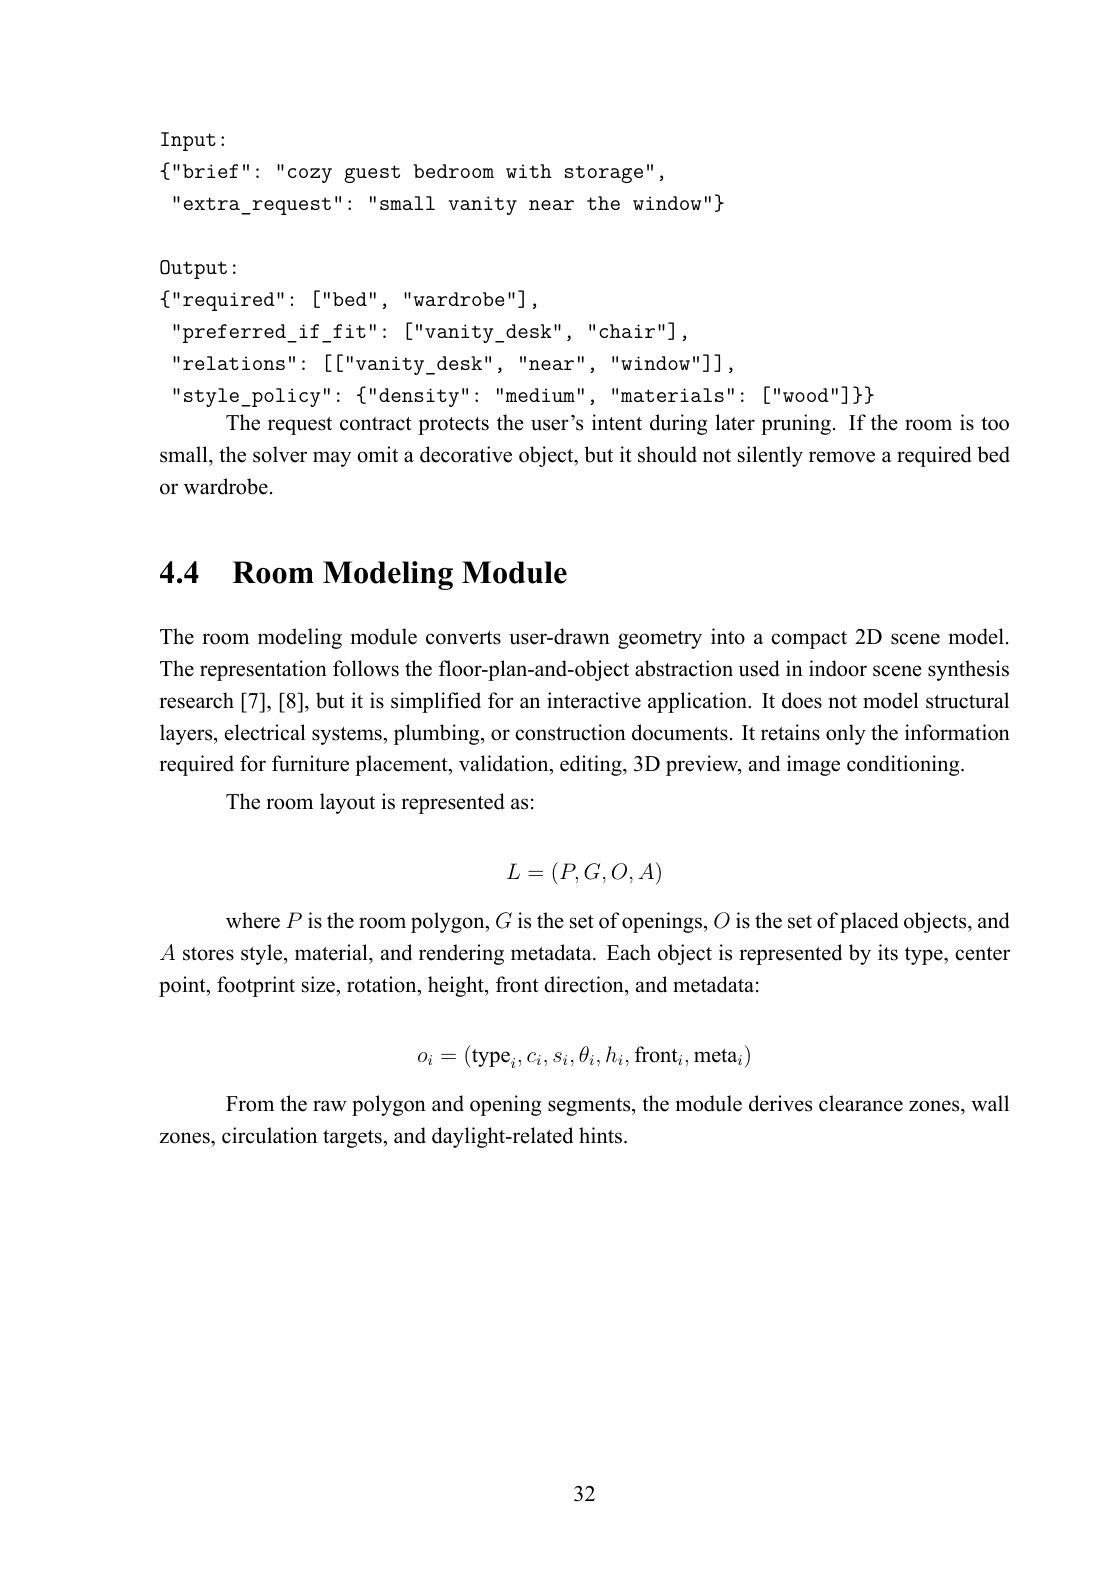 Input:
{"brief": "cozy guest bedroom with storage",
 "extra_request": "small vanity near the window"}
Output:
{"required": ["bed", "wardrobe"],
 "preferred_if_fit": ["vanity_desk", "chair"],
 "relations": [["vanity_desk", "near", "window"]],
 "style_policy": {"density": "medium", "materials": ["wood"]}}
The request contract protects the user’s intent during later pruning. If the room is too
small, the solver may omit a decorative object, but it should not silently remove a required bed
or wardrobe.
4.4 Room Modeling Module
The room modeling module converts user-drawn geometry into a compact 2D scene model.
The representation follows the floor-plan-and-object abstraction used in indoor scene synthesis
research [7], [8], but it is simplified for an interactive application. It does not model structural
layers, electrical systems, plumbing, or construction documents. It retains only the information
required for furniture placement, validation, editing, 3D preview, and image conditioning.
The room layout is represented as:
L = (P, G, O, A)
where P is the room polygon, G is the set of openings, O is the set of placed objects, and
A stores style, material, and rendering metadata. Each object is represented by its type, center
point, footprint size, rotation, height, front direction, and metadata:
oᵢ = (typeᵢ, cᵢ, sᵢ, θᵢ, hᵢ, frontᵢ, metaᵢ)
From the raw polygon and opening segments, the module derives clearance zones, wall
zones, circulation targets, and daylight-related hints.
32